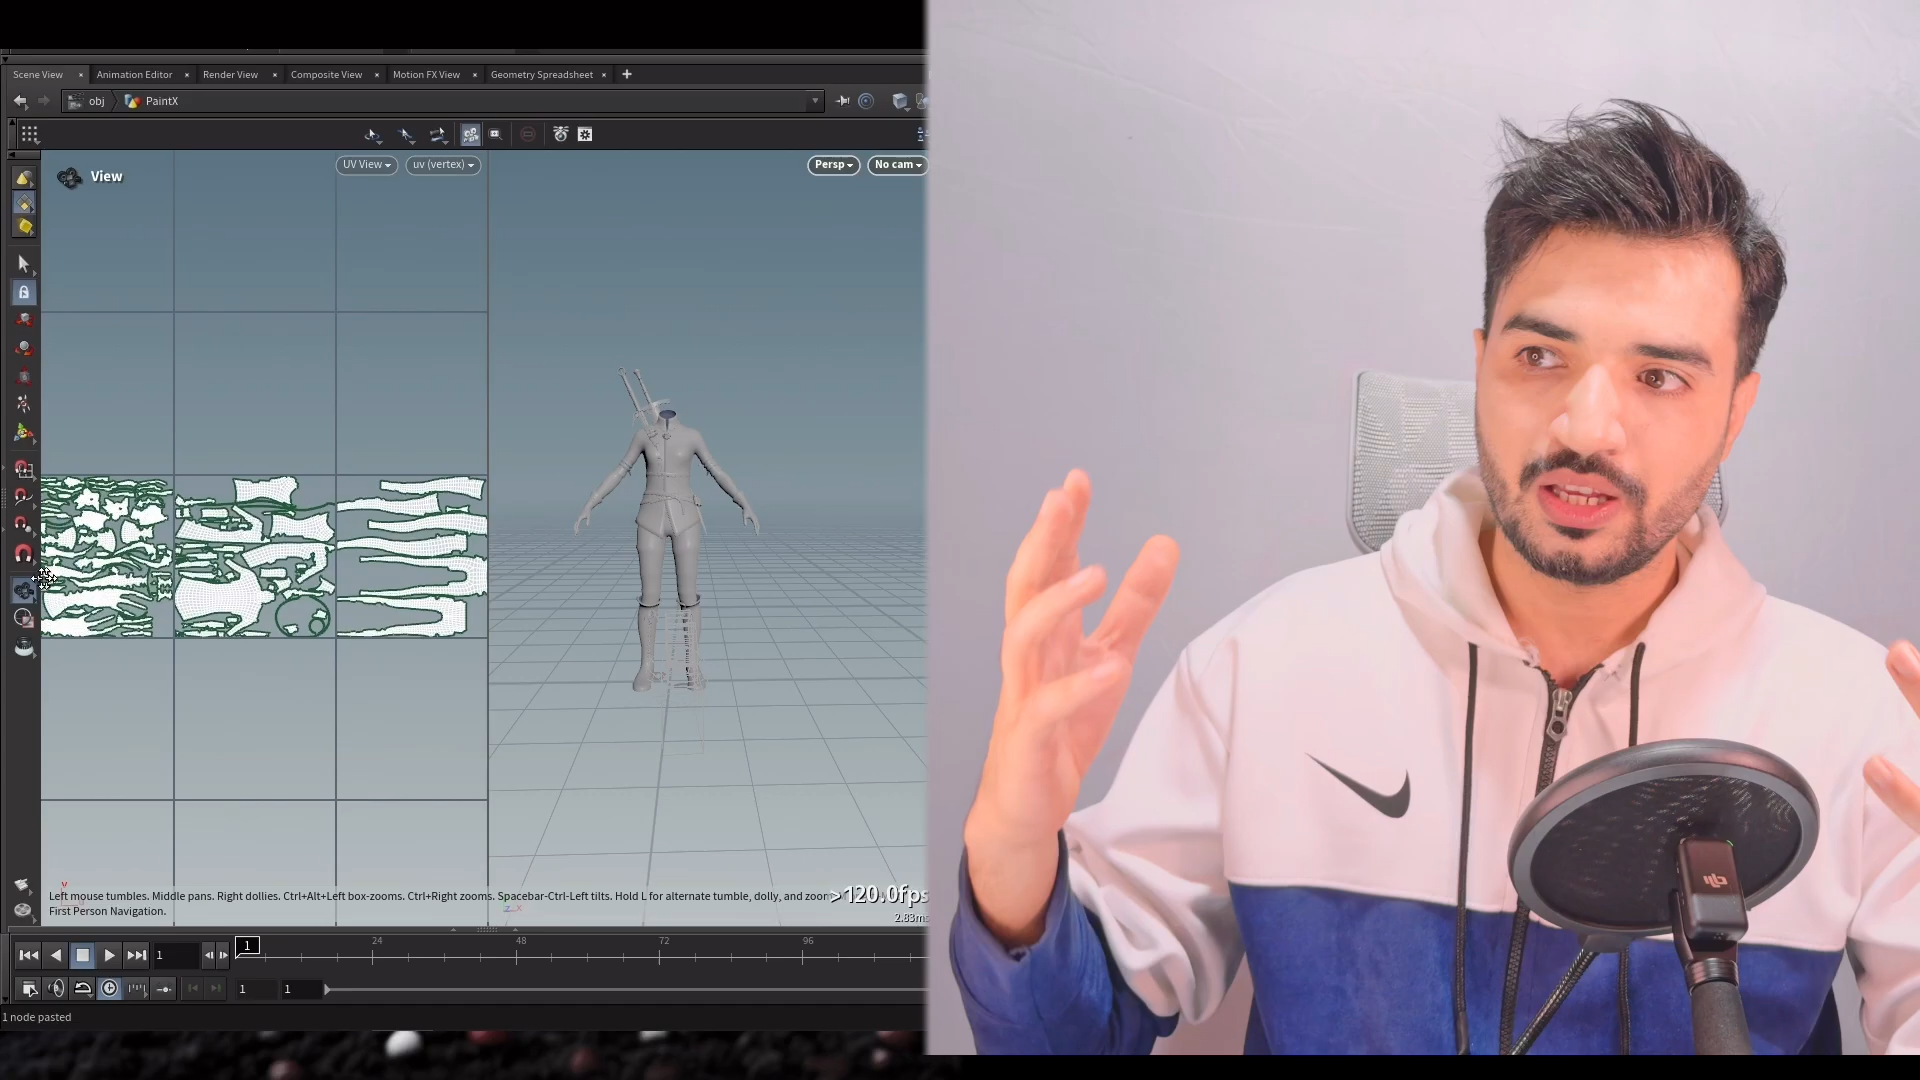 Scene View
Animation Editor
Render View
Composite View
Motion FX View
Geometry Spreadsheet
obj
PaintX
View
UV View
uv (vertex)
Persp
No cam
Left mouse tumbles. Middle pans. Right dollies. Ctrl+Alt+Left box-zooms. Ctrl+Right zooms. Spacebar-Ctrl-Left tilts. Hold L for alternate tumble, dolly, and zoom
First Person Navigation.
>120.0fps
2.83ms
1
1
24
48
72
96
1
1
1 node pasted